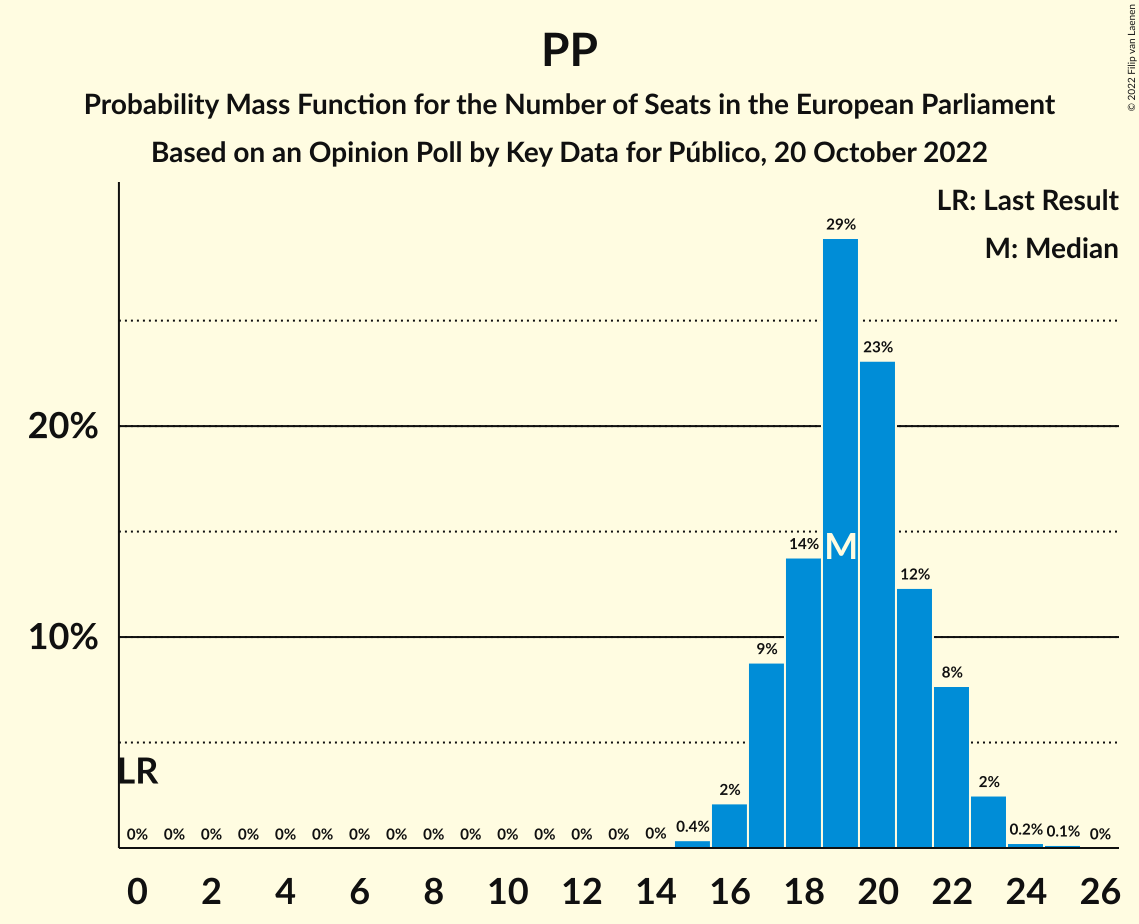 PP
Probability Mass Function for the Number of Seats in the European Parliament
Based on an Opinion Poll by Key Data for Público, 20 October 2022
© 2022 Filip van Laenen
LR: Last Result
M: Median
20%
10%
LR
M
0% 0% 0% 0% 0% 0% 0% 0% 0% 0% 0% 0% 0% 0% 0% 0.4% 2% 9% 14% 29% 23% 12% 8% 2% 0.2% 0.1% 0%
0 2 4 6 8 10 12 14 16 18 20 22 24 26